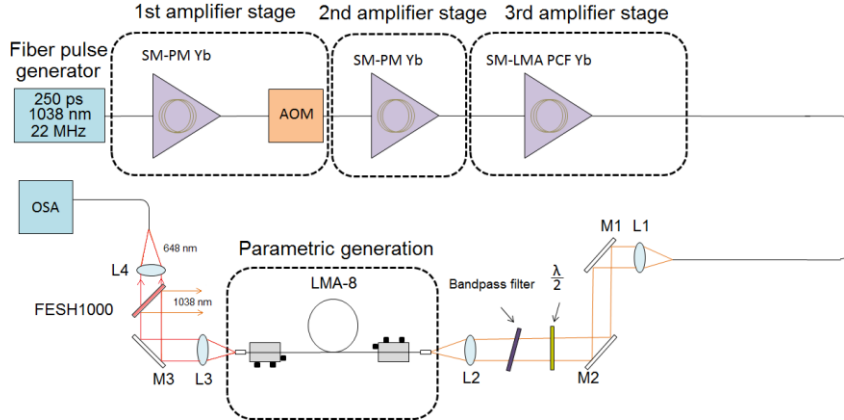 1st amplifier stage
2nd amplifier stage
3rd amplifier stage
Fiber pulse
generator
250 ps
1038 nm
22 MHz
SM-PM Yb
AOM
SM-PM Yb
SM-LMA PCF Yb
OSA
648 nm
L4
1038 nm
FESH1000
M3
L3
Parametric generation
LMA-8
L2
Bandpass filter
λ
2
M1
L1
M2